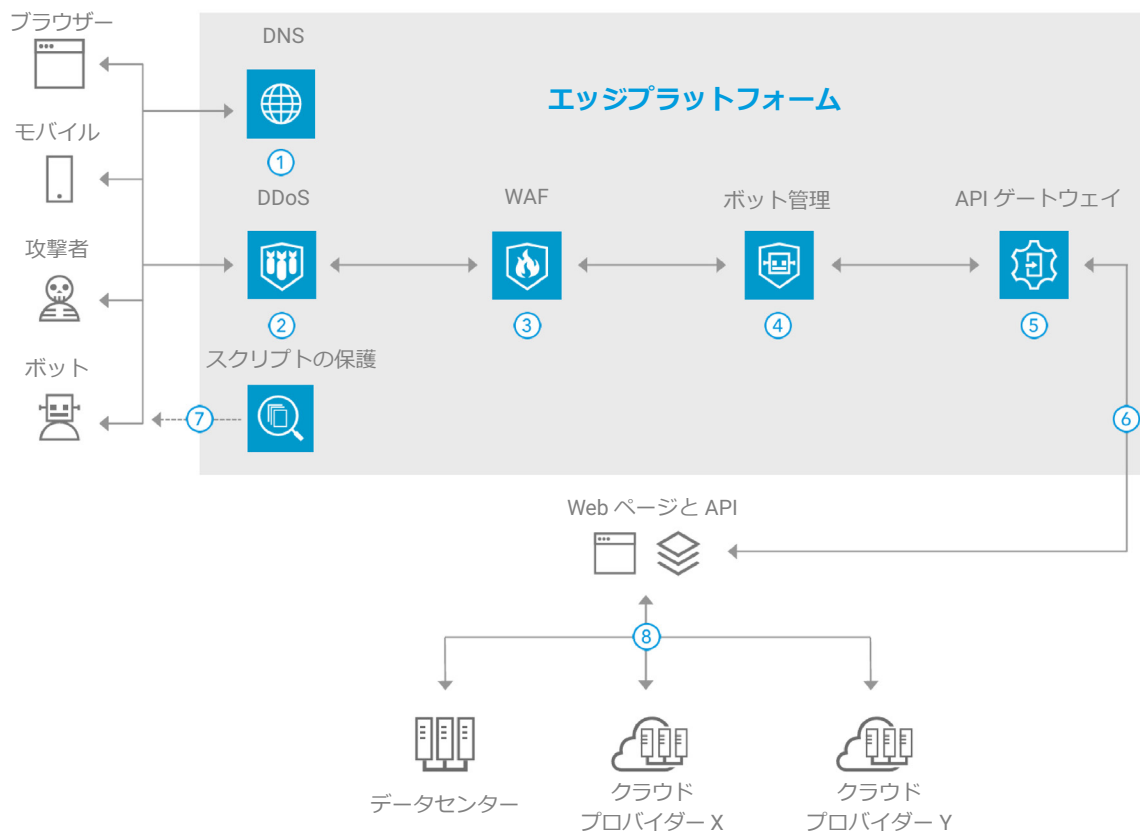 ブラウザー
DNS
エッジプラットフォーム
モバイル
1
DDoS
WAF
ボット管理
API ゲートウェイ
攻撃者
2
3
4
5
スクリプトの保護
ボット
7
6
Web ページと API
8
データセンター
クラウド
プロバイダー X
クラウド
プロバイダー Y